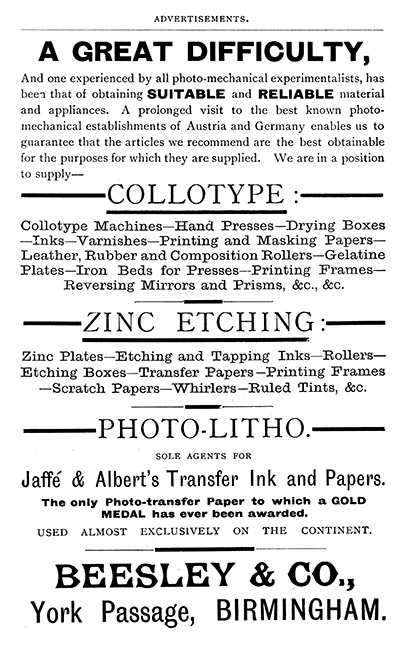 ADVERTISEMENTS.
A GREAT DIFFICULTY,
And one experienced by all photo-mechanical experimentalists, has
been that of obtaining SUITABLE and RELIABLE material
and appliances. A prolonged visit to the best known photo-
mechanical establishments of Austria and Germany enables us to
guarantee that the articles we recommend are the best obtainable
for the purposes for which they are supplied. We are in a position
to supply—
COLLOTYPE:
Collotype Machines—Hand Presses—Drying Boxes
—Inks—Varnishes—Printing and Masking Papers—
Leather, Rubber and Composition Rollers—Gelatine
Plates—Iron Beds for Presses—Printing Frames—
Reversing Mirrors and Prisms, &c., &c.
ZINC ETCHING:
Zinc Plates—Etching and Tapping Inks—Rollers—
Etching Boxes—Transfer Papers—Printing Frames
—Scratch Papers—Whirlers—Ruled Tints, &c.
PHOTO-LITHO.
SOLE AGENTS FOR
Jaffé & Albert's Transfer Ink and Papers.
The only Photo-transfer Paper to which a GOLD
MEDAL has ever been awarded.
USED ALMOST EXCLUSIVELY ON THE CONTINENT.
BEESLEY & CO.,
York Passage, BIRMINGHAM.